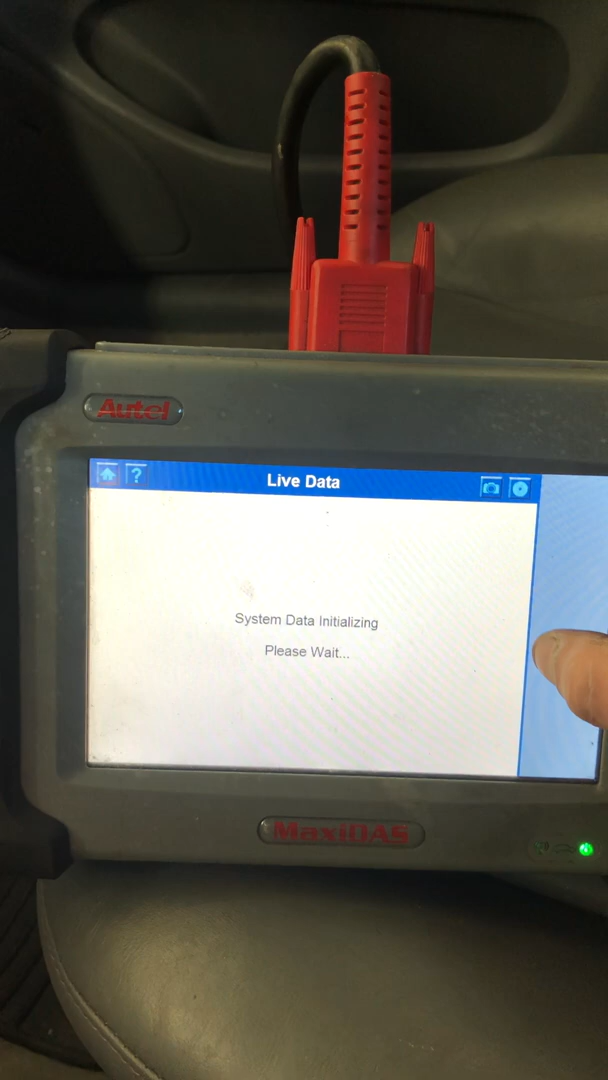 Autel
?
Live Data
System Data Initializing
Please Wait...
MaxiDAS